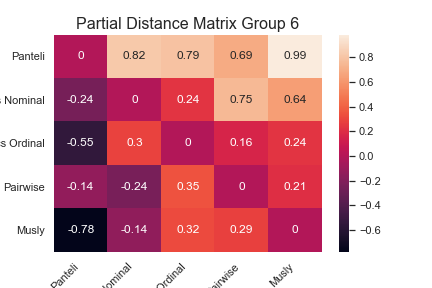 Partial Distance Matrix Group 6
Panteli 0 0.82 0.79 0.69 0.99
s Nominal -0.24 0 0.24 0.75 0.64
cs Ordinal -0.55 0.3 0 0.16 0.24
Pairwise -0.14 -0.24 0.35 0 0.21
Musly -0.78 -0.14 0.32 0.29 0
Panteli ominal Ordinal airwise Musly
0.8
0.6
0.4
0.2
0.0
-0.2
-0.4
-0.6